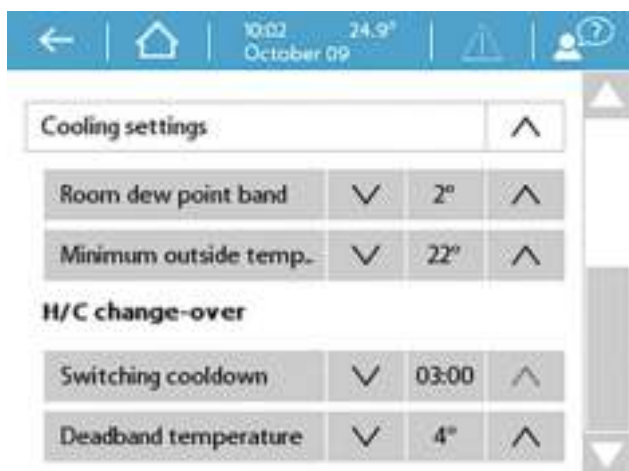 10:02 24.9°
October 09
?
Cooling settings
Room dew point band 2°
Minimum outside temp..
22°
H/C change-over
Switching cooldown 03:00
Deadband temperature 4°